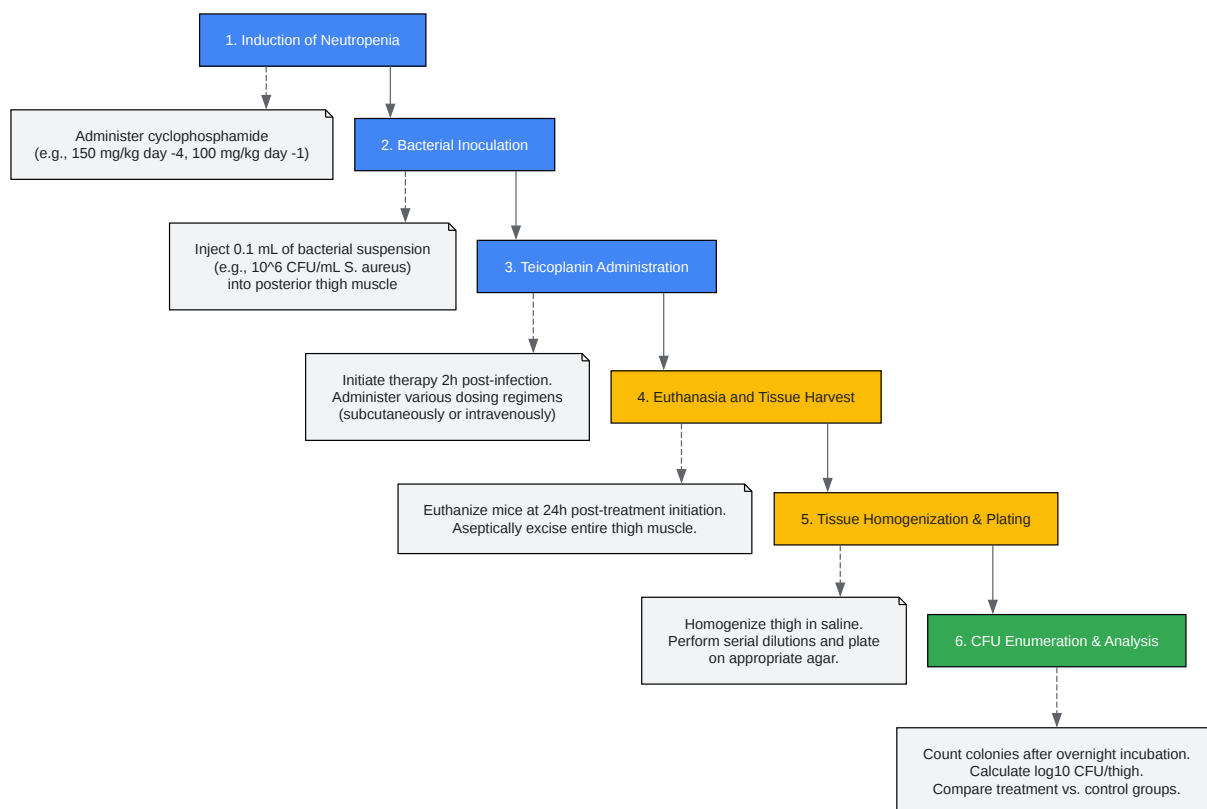 1. Induction of Neutropenia
Administer cyclophosphamide
(e.g., 150 mg/kg day -4, 100 mg/kg day -1)
2. Bacterial Inoculation
Inject 0.1 mL of bacterial suspension
(e.g., 10^6 CFU/mL S. aureus)
into posterior thigh muscle
3. Teicoplanin Administration
Initiate therapy 2h post-infection.
Administer various dosing regimens
(subcutaneously or intravenously)
4. Euthanasia and Tissue Harvest
Euthanize mice at 24h post-treatment initiation.
Aseptically excise entire thigh muscle.
5. Tissue Homogenization & Plating
Homogenize thigh in saline.
Perform serial dilutions and plate
on appropriate agar.
6. CFU Enumeration & Analysis
Count colonies after overnight incubation.
Calculate log10 CFU/thigh.
Compare treatment vs. control groups.